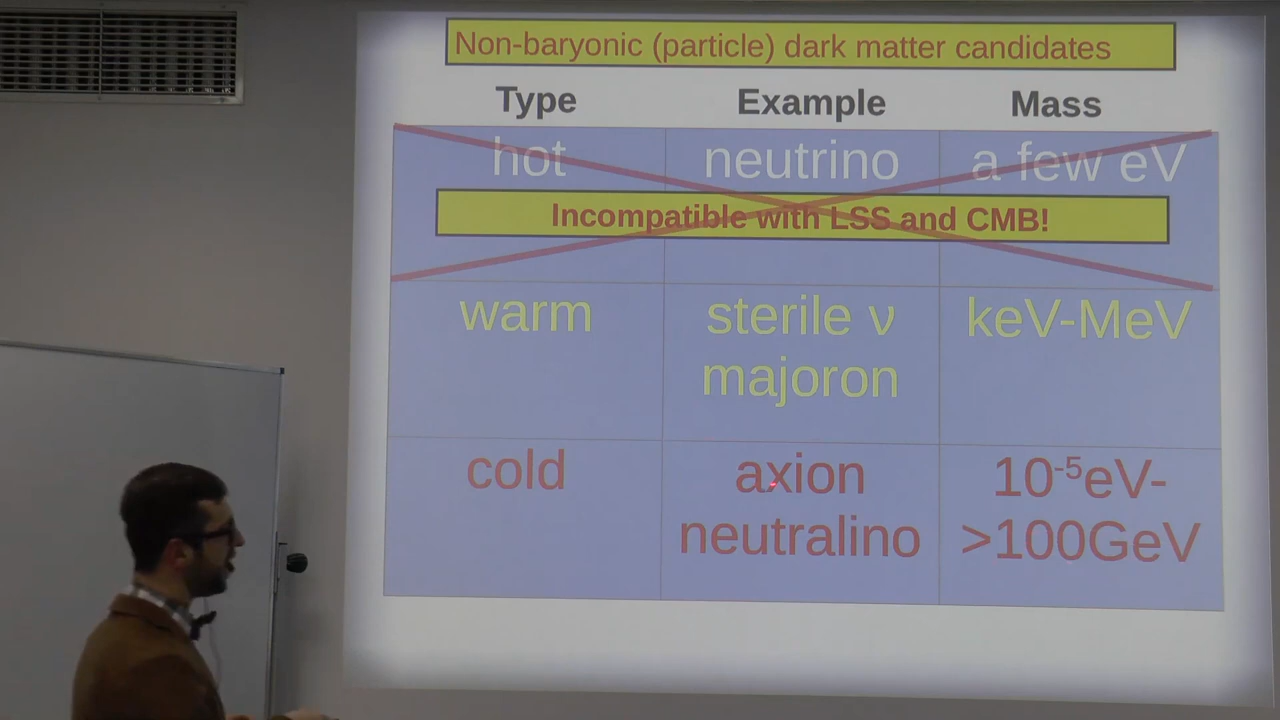 Non-baryonic (particle) dark matter candidates
Type Example Mass
hot neutrino a few eV
Incompatible with LSS and CMB!
warm sterile ν keV-MeV
majoron
cold axion 10⁻⁵eV-
neutralino >100GeV